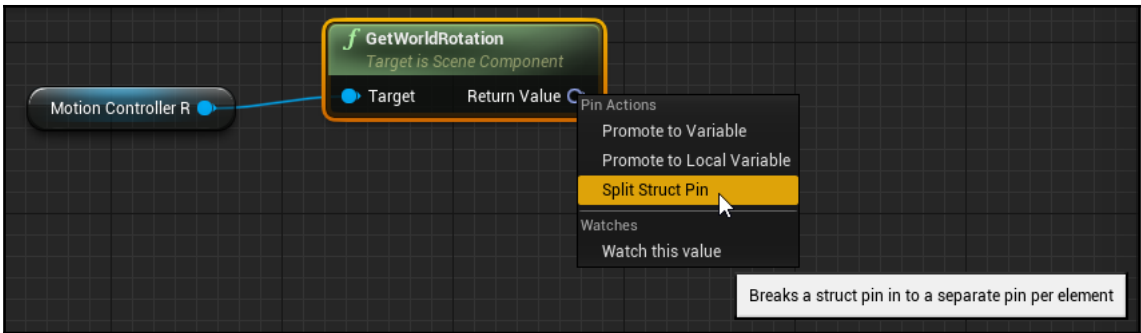 f GetWorldRotation
Target is Scene Component
Motion Controller R
Target Return Value
Pin Actions
Promote to Variable
Promote to Local Variable
Split Struct Pin
Watches
Watch this value
Breaks a struct pin in to a separate pin per element